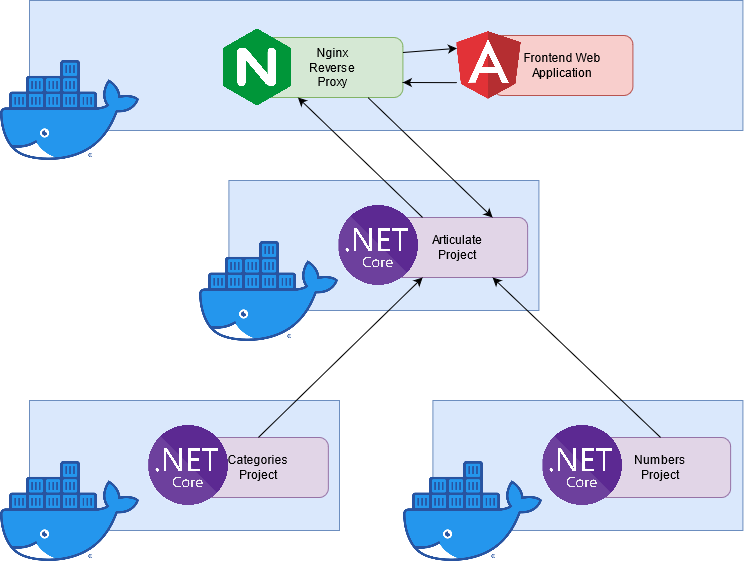 Nginx
Reverse
Proxy
Frontend Web
Application
.NET
Core
Articulate
Project
.NET
Core
Categories
Project
.NET
Core
Numbers
Project